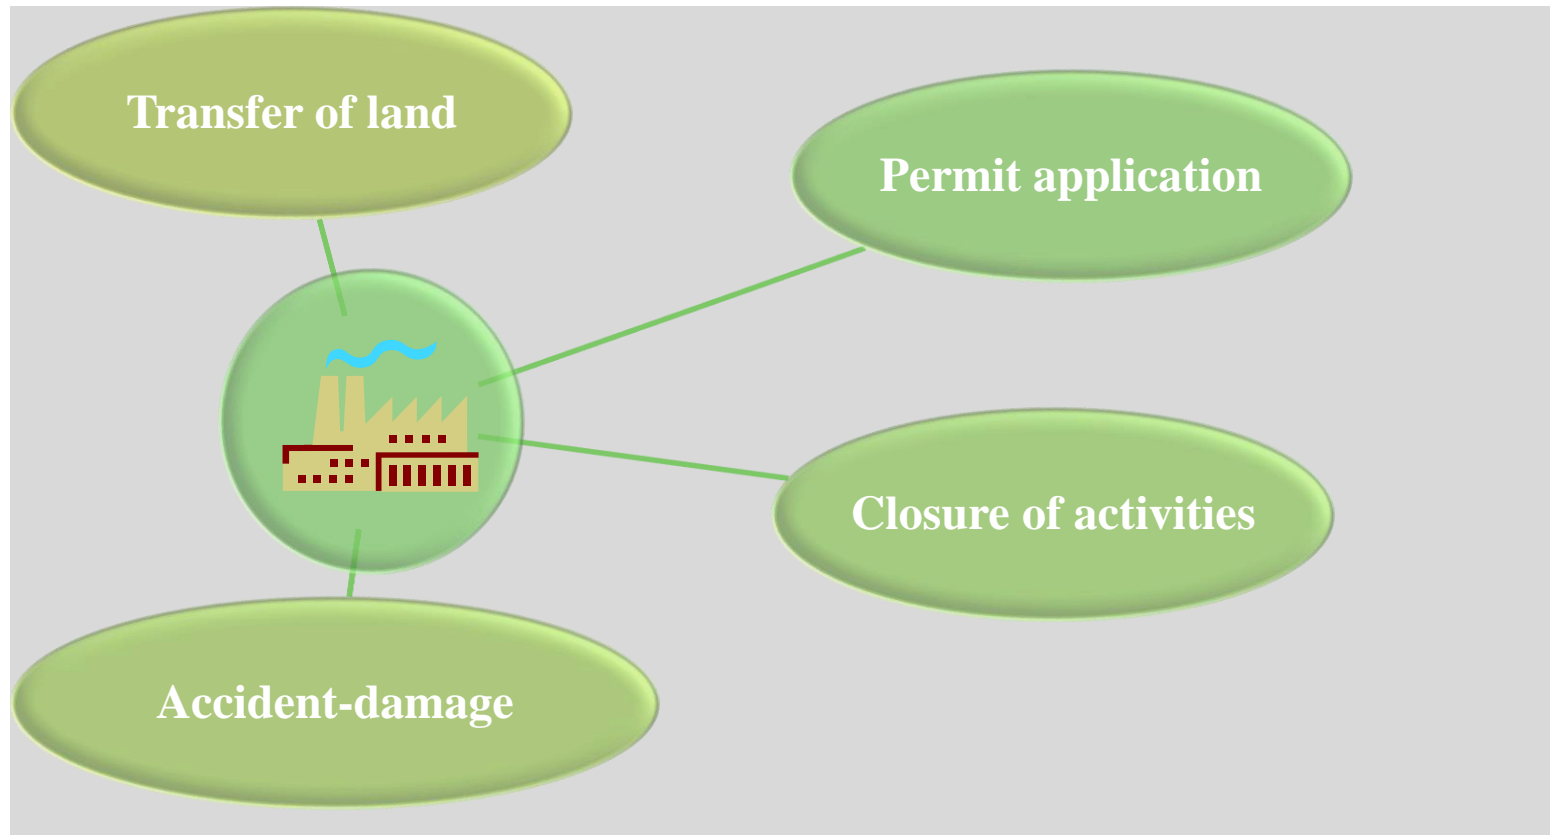 Transfer of land
Permit application
Closure of activities
Accident-damage